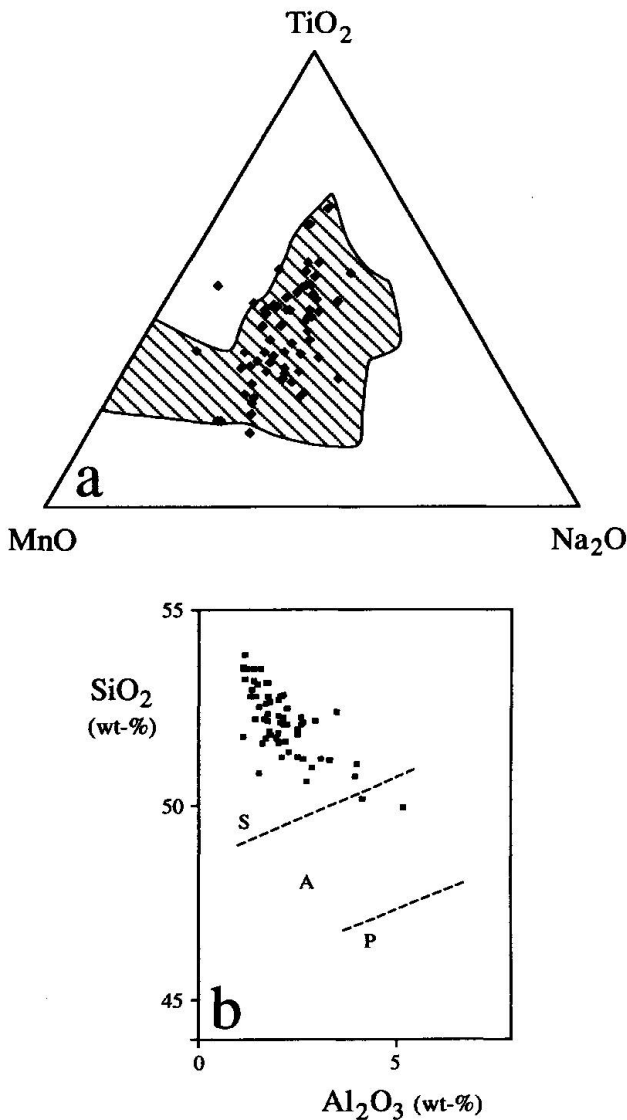 TiO₂
a
MnO
Na₂O
55
SiO₂
(wt-%)
50
S
A
P
45
b
0
5
Al₂O₃ (wt-%)